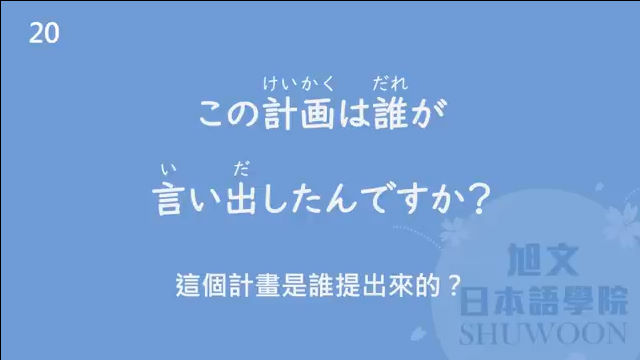 20
けいかく だれ
この計画は誰が
い だ
言い出したんですか?
這個計畫是誰提出來的？
旭文
日本語學院
SHUWOON